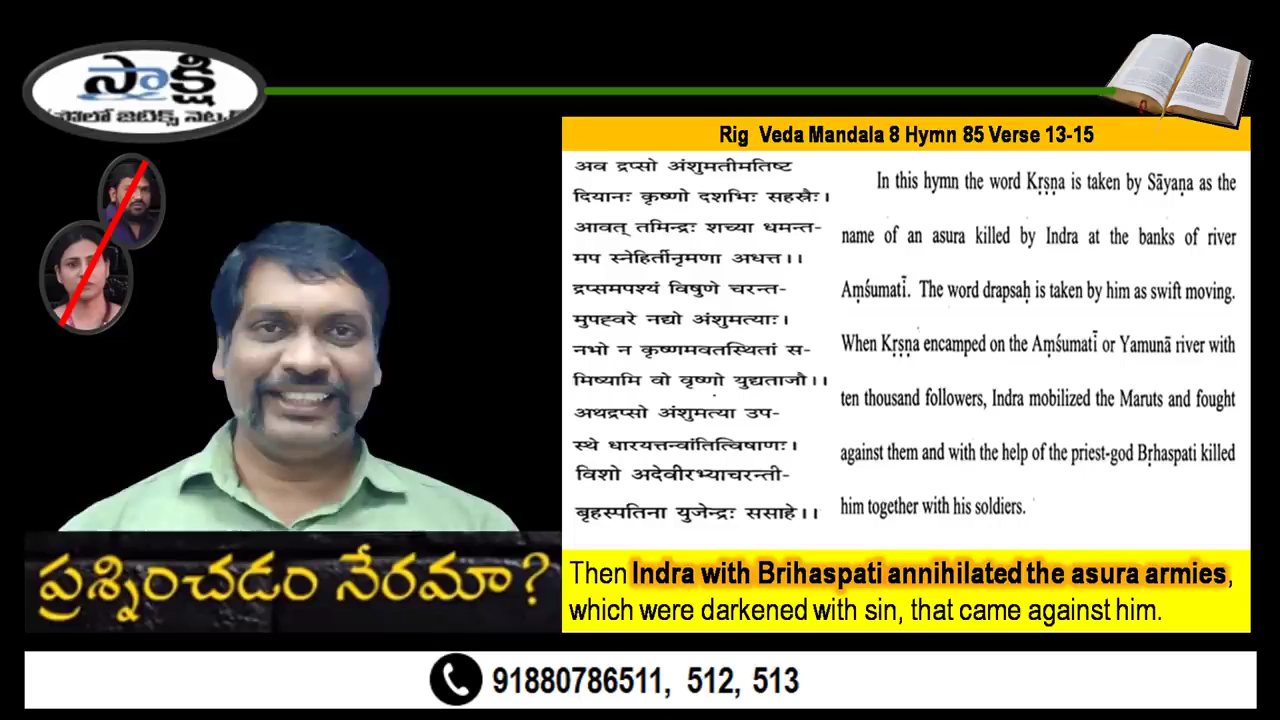 సాక్షి
పోలో జెటిక్స్ నెట్వ
Rig Veda Mandala 8 Hymn 85 Verse 13-15
अव द्रप्सो अंशुमतीमतिष्ट
दियानः कृष्णो दशभिः सहस्रैः।
आवत् तमिन्द्रः शच्या धमन्त-
मप स्नेहिर्तीनृमणा अधत्त।।
द्रप्समपश्यं विषुणे चरन्त-
मुपह्वरे नद्यो अंशुमत्याः।
नभो न कृष्णमवतस्थितां स-
मिष्यामि वो वृष्णो युद्यताजौ।।
अथद्रप्सो अंशुमत्या उप-
स्थे धारयत्तन्वांतित्विषाणः।
विशो अदेवीरभ्याचरन्ती-
बृहस्पतिना युजेन्द्रः ससाहे।।
In this hymn the word Kṛṣṇa is taken by Sāyaṇa as the
name of an asura killed by Indra at the banks of river
Aṃśumatī. The word drapsaḥ is taken by him as swift moving.
When Kṛṣṇa encamped on the Aṃśumatī or Yamunā river with
ten thousand followers, Indra mobilized the Maruts and fought
against them and with the help of the priest-god Bṛhaspati killed
him together with his soldiers.
ప్రశ్నించడం నేరమా?
Then Indra with Brihaspati annihilated the asura armies,
which were darkened with sin, that came against him.
91880786511, 512, 513